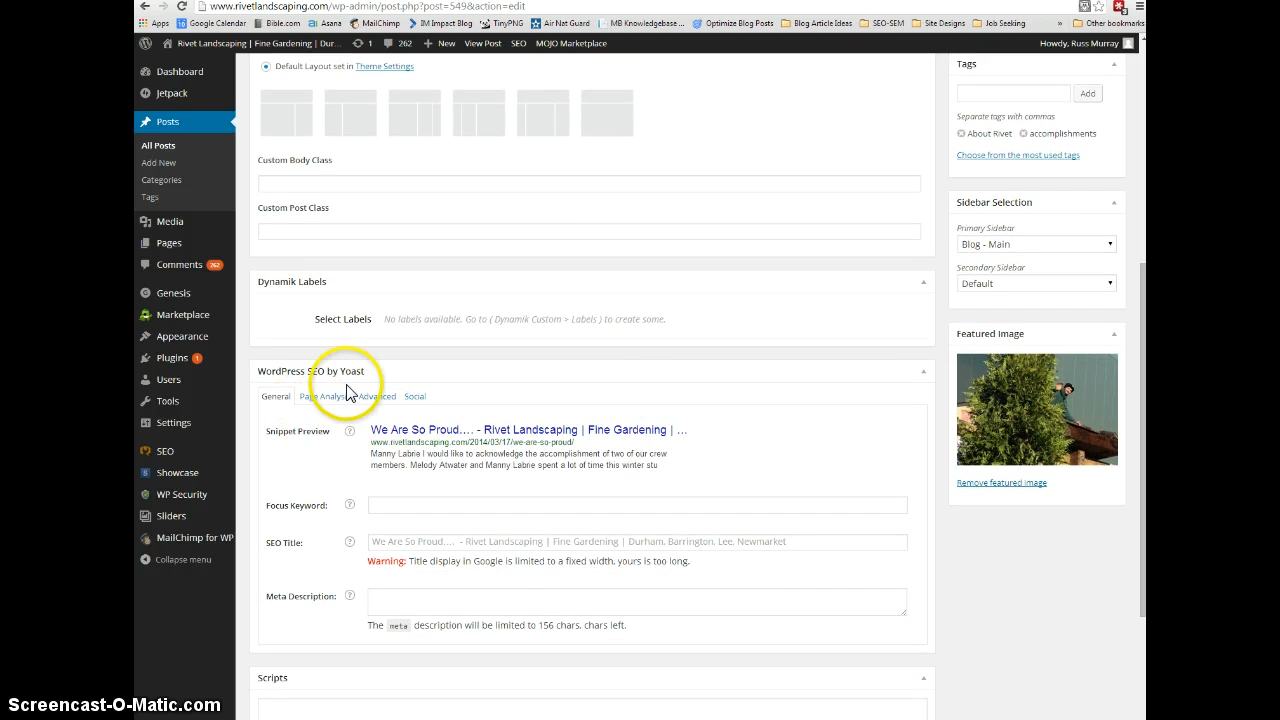 www.rivetlandscaping.com/wp-admin/post.php?post=549&action=edit
Apps Google Calendar Bible.com Asana MailChimp BM Impact Blog TinyPNG Air Nat Guard MB Knowledgebase ... Optimize Blog Posts Blog Article Ideas SEO-SEM Site Designs Job Seeking » Other bookmarks
Rivet Landscaping | Fine Gardening | Dur... 1 262 New View Post SEO MOJO Marketplace Howdy, Russ Murray
Dashboard
Jetpack
Posts
All Posts
Add New
Categories
Tags
Media
Pages
Comments 262
Genesis
Marketplace
Appearance
Plugins 1
Users
Tools
Settings
SEO
Showcase
WP Security
Sliders
MailChimp for WP
Collapse menu
Default Layout set in Theme Settings
Custom Body Class
Custom Post Class
Dynamik Labels
Select Labels No labels available. Go to ( Dynamik Custom > Labels ) to create some.
WordPress SEO by Yoast
General Page Analys Advanced Social
Snippet Preview ? We Are So Proud…. - Rivet Landscaping | Fine Gardening | ...
www.rivetlandscaping.com/2014/03/17/we-are-so-proud/
Manny Labrie I would like to acknowledge the accomplishment of two of our crew
members. Melody Atwater and Manny Labrie spent a lot of time this winter stu
Focus Keyword: ?
SEO Title: ? We Are So Proud…. - Rivet Landscaping | Fine Gardening | Durham, Barrington, Lee, Newmarket
Warning: Title display in Google is limited to a fixed width, yours is too long.
Meta Description: ?
The meta description will be limited to 156 chars, chars left.
Scripts
Tags
Add
Separate tags with commas
About Rivet accomplishments
Choose from the most used tags
Sidebar Selection
Primary Sidebar
Blog - Main
Secondary Sidebar
Default
Featured Image
Remove featured image
Screencast-O-Matic.com